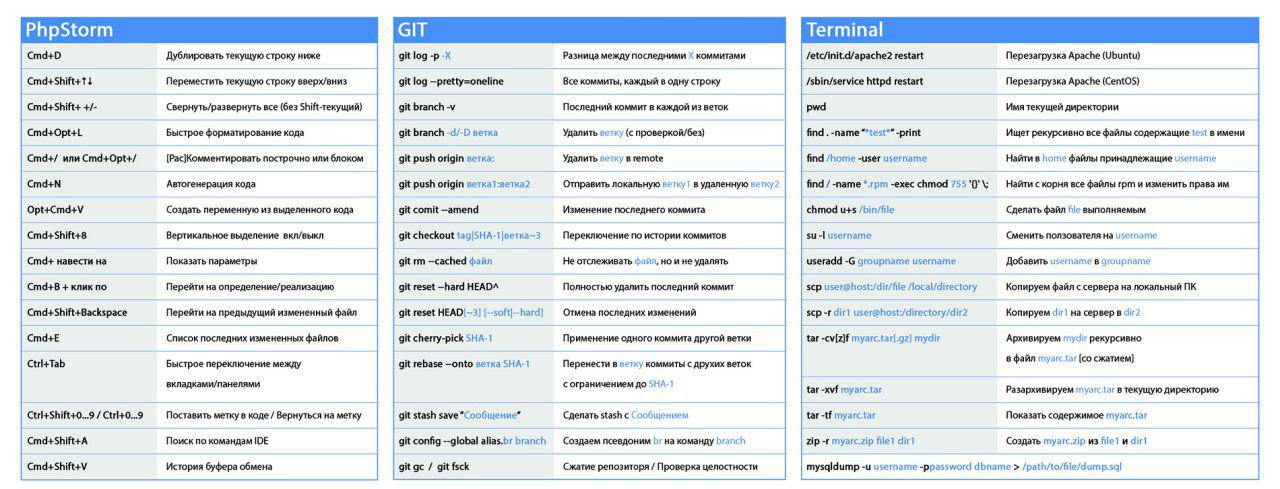 PhpStorm
Cmd+D Дублировать текущую строку ниже
Cmd+Shift+↑↓ Переместить текущую строку вверх/вниз
Cmd+Shift+ +/- Свернуть/развернуть все (без Shift-текущий)
Cmd+Opt+L Быстрое форматирование кода
Cmd+/ или Cmd+Opt+/ [Рас]Комментировать построчно или блоком
Cmd+N Автогенерация кода
Opt+Cmd+V Создать переменную из выделенного кода
Cmd+Shift+8 Вертикальное выделение вкл/выкл
Cmd+ навести на Показать параметры
Cmd+B + клик по Перейти на определение/реализацию
Cmd+Shift+Backspace Перейти на предыдущий измененный файл
Cmd+E Список последних измененных файлов
Ctrl+Tab Быстрое переключение между
вкладками/панелями
Ctrl+Shift+0...9 / Ctrl+0...9 Поставить метку в коде / Вернуться на метку
Cmd+Shift+A Поиск по командам IDE
Cmd+Shift+V История буфера обмена
GIT
git log -p -X Разница между последними X коммитами
git log --pretty=oneline Все коммиты, каждый в одну строку
git branch -v Последний коммит в каждой из веток
git branch -d/-D ветка Удалить ветку (с проверкой/без)
git push origin ветка: Удалить ветку в remote
git push origin ветка1:ветка2 Отправить локальную ветку1 в удаленную ветку2
git comit --amend Изменение последнего коммита
git checkout tag|SHA-1|ветка~3 Переключение по истории коммитов
git rm --cached файл Не отслеживать файл, но и не удалять
git reset --hard HEAD^ Полностью удалить последний коммит
git reset HEAD[~3] [--soft|--hard] Отмена последних изменений
git cherry-pick SHA-1 Применение одного коммита другой ветки
git rebase --onto ветка SHA-1 Перенести в ветку коммиты с других веток
с ограничением до SHA-1
git stash save “Сообщение” Сделать stash с Сообщением
git config --global alias.br branch Создаем псевдоним br на команду branch
git gc / git fsck Сжатие репозиторя / Проверка целостности
Terminal
/etc/init.d/apache2 restart Перезагрузка Apache (Ubuntu)
/sbin/service httpd restart Перезагрузка Apache (CentOS)
pwd Имя текущей директории
find . -name “*test*” -print Ищет рекурсивно все файлы содержащие test в имени
find /home -user username Найти в home файлы принадлежащие username
find / -name *.rpm -exec chmod 755 '{}' \; Найти с корня все файлы rpm и изменить права им
chmod u+s /bin/file Сделать файл file выполняемым
su -l username Сменить ползователя на username
useradd -G groupname username Добавить username в groupname
scp user@host:/dir/file /local/directory Копируем файл с сервера на локальный ПК
scp -r dir1 user@host:/directory/dir2 Копируем dir1 на сервер в dir2
tar -cv[z]f myarc.tar[.gz] mydir Архивируем mydir рекурсивно
в файл myarc.tar [со сжатием]
tar -xvf myarc.tar Разархивируем myarc.tar в текущую директорию
tar -tf myarc.tar Показать содержимое myarc.tar
zip -r myarc.zip file1 dir1 Создать myarc.zip из file1 и dir1
mysqldump -u username -ppassword dbname > /path/to/file/dump.sql